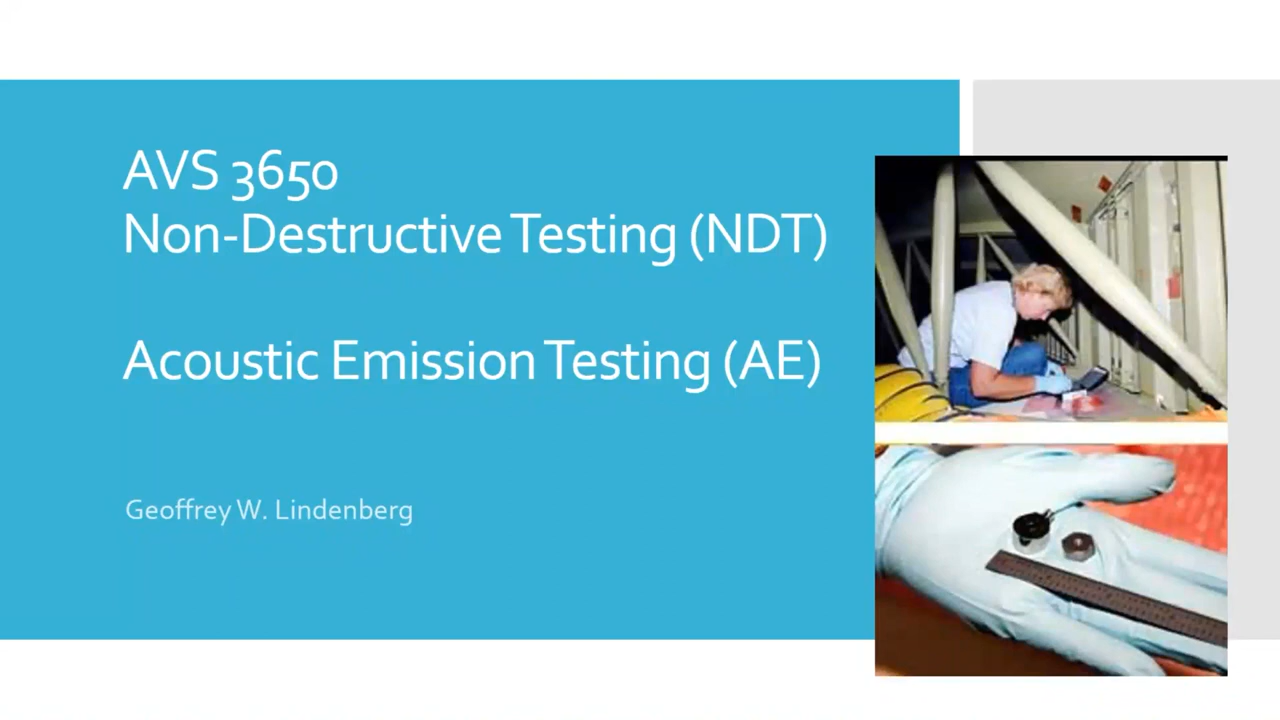 AVS 3650
Non-Destructive Testing (NDT)
Acoustic Emission Testing (AE)
Geoffrey W. Lindenberg